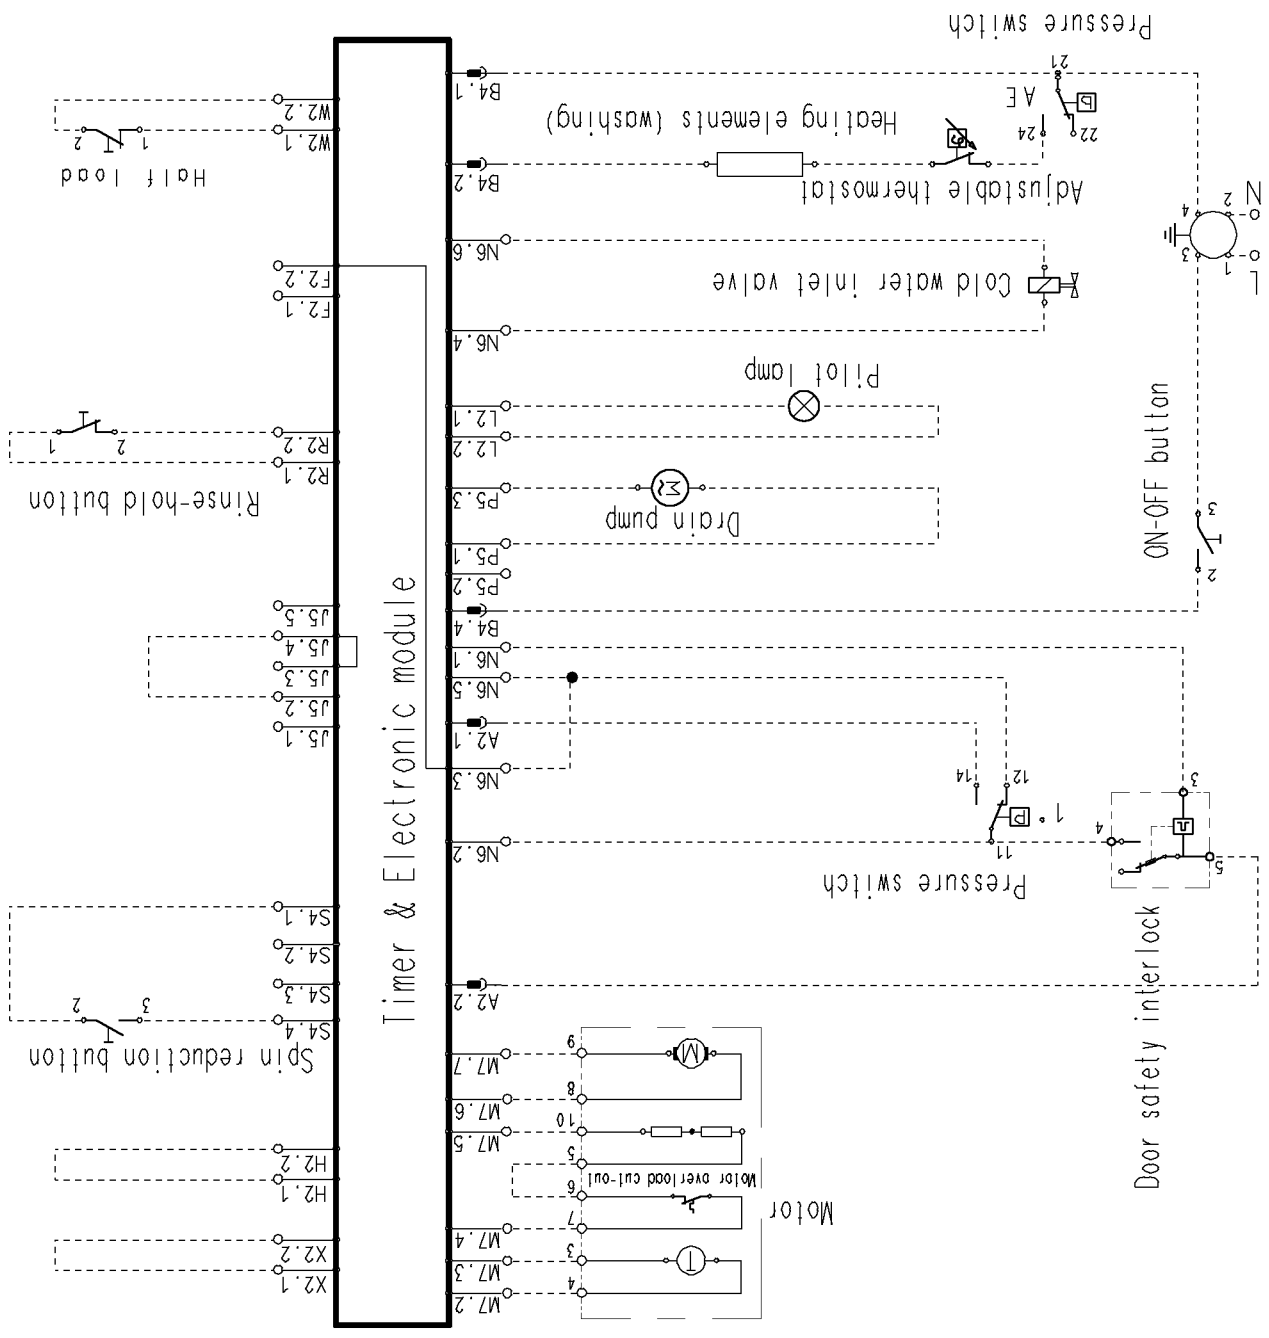 Motor
M7.2
M7.3
M7.4
M7.5
M7.6
M7.7
4
3
7
6
5
10
8
9
Motor overload cut-out
X2.1
X2.2
H2.1
H2.2
Spin reduction button
3
2
S4.4
S4.3
S4.2
S4.1
Timer & Electronic module
A2.2
Door safety interlock
5
4
3
Pressure switch
11
1°
P
12
14
N6.2
N6.3
A2.1
N6.5
N6.1
B4.4
J5.1
J5.2
J5.3
J5.4
J5.5
ON-OFF button
2
3
P5.2
P5.1
P5.3
Drain pump
M
Rinse-hold button
R2.1
R2.2
2
1
L2.2
L2.1
Pilot lamp
N6.4
N6.6
Cold water inlet valve
F2.1
F2.2
L
1
3
N
2
4
Adjustable thermostat
Heating elements (washing)
B4.2
B4.1
22
24
AE
P
21
Pressure switch
Half load
1
2
W2.1
W2.2
M
T